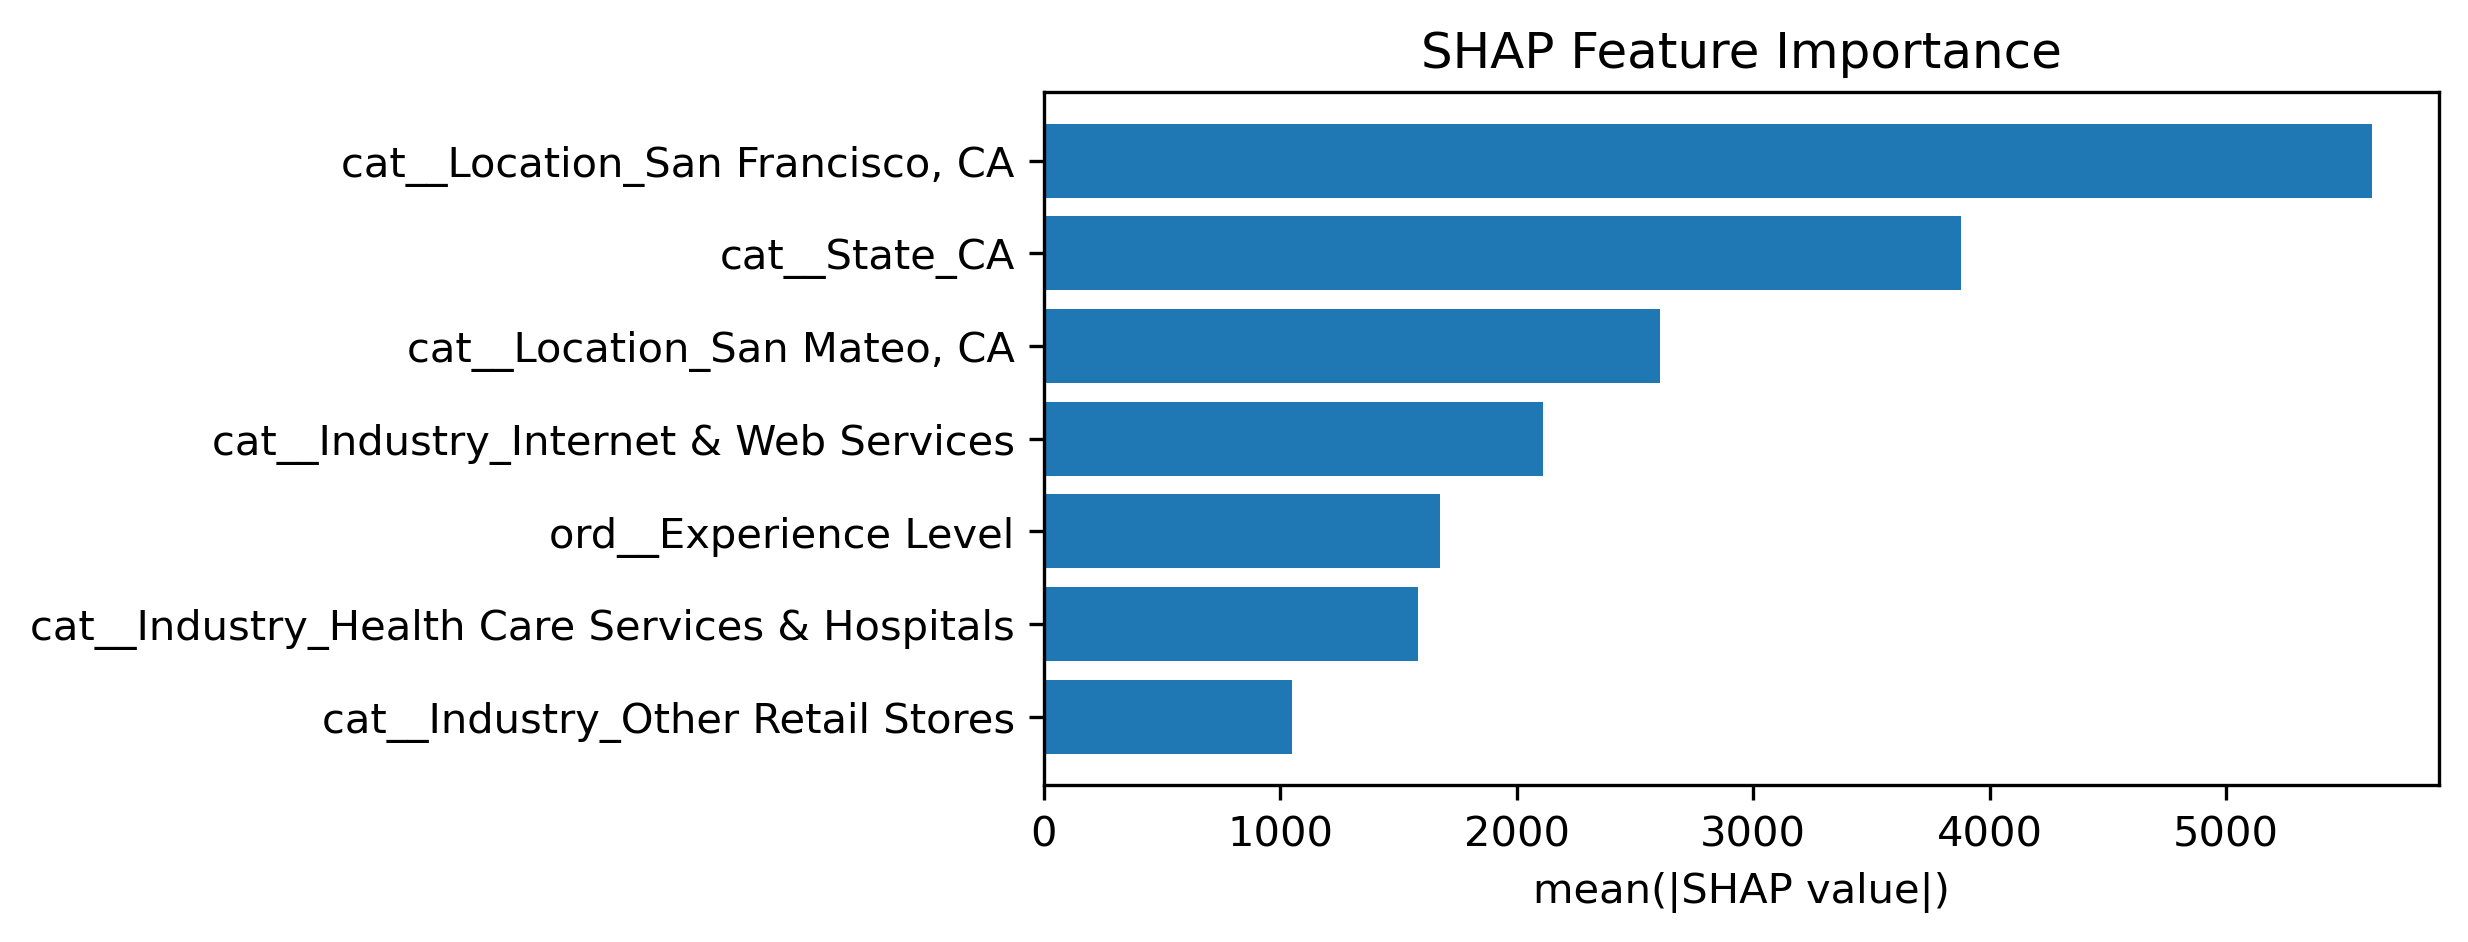 SHAP Feature Importance
cat__Location_San Francisco, CA
cat__State_CA
cat__Location_San Mateo, CA
cat__Industry_Internet & Web Services
ord__Experience Level
cat__Industry_Health Care Services & Hospitals
cat__Industry_Other Retail Stores
0 1000 2000 3000 4000 5000
mean(|SHAP value|)